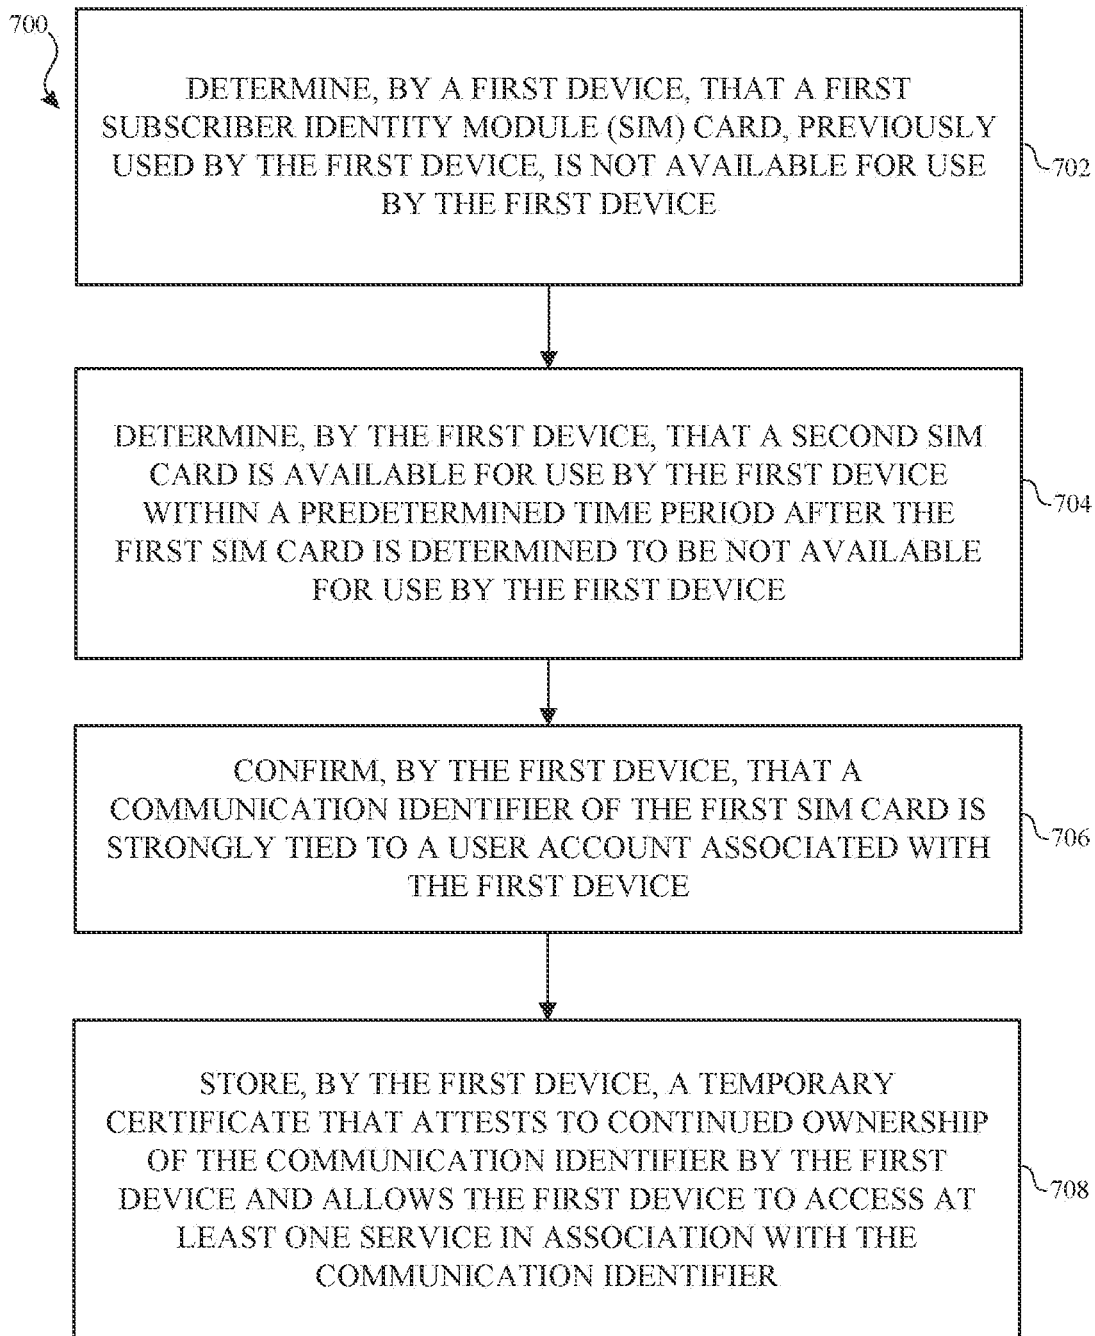 700
DETERMINE, BY A FIRST DEVICE, THAT A FIRST
SUBSCRIBER IDENTITY MODULE (SIM) CARD, PREVIOUSLY
USED BY THE FIRST DEVICE, IS NOT AVAILABLE FOR USE
BY THE FIRST DEVICE
702
DETERMINE, BY THE FIRST DEVICE, THAT A SECOND SIM
CARD IS AVAILABLE FOR USE BY THE FIRST DEVICE
WITHIN A PREDETERMINED TIME PERIOD AFTER THE
FIRST SIM CARD IS DETERMINED TO BE NOT AVAILABLE
FOR USE BY THE FIRST DEVICE
704
CONFIRM, BY THE FIRST DEVICE, THAT A
COMMUNICATION IDENTIFIER OF THE FIRST SIM CARD IS
STRONGLY TIED TO A USER ACCOUNT ASSOCIATED WITH
THE FIRST DEVICE
706
STORE, BY THE FIRST DEVICE, A TEMPORARY
CERTIFICATE THAT ATTESTS TO CONTINUED OWNERSHIP
OF THE COMMUNICATION IDENTIFIER BY THE FIRST
DEVICE AND ALLOWS THE FIRST DEVICE TO ACCESS AT
LEAST ONE SERVICE IN ASSOCIATION WITH THE
COMMUNICATION IDENTIFIER
708